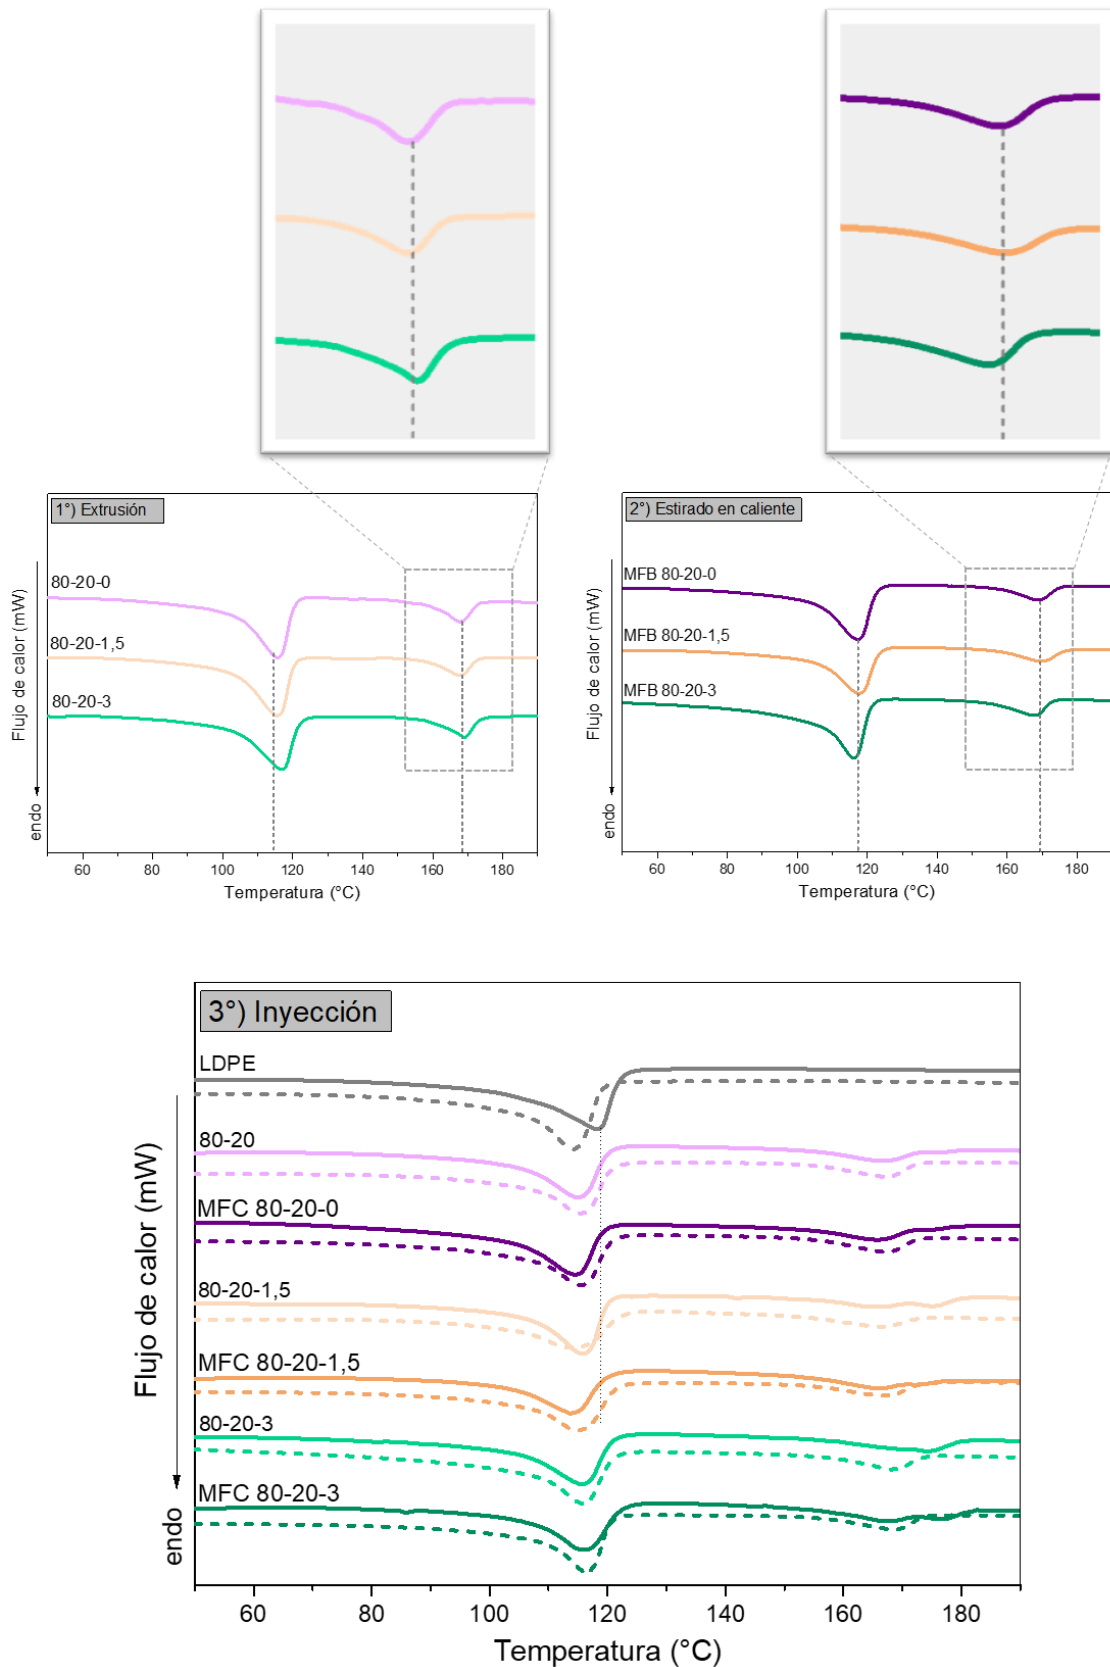 1°) Extrusión
80-20-0
80-20-1,5
80-20-3
Flujo de calor (mW)
endo
60 80 100 120 140 160 180
Temperatura (°C)
2°) Estirado en caliente
MFB 80-20-0
MFB 80-20-1,5
MFB 80-20-3
Flujo de calor (mW)
endo
60 80 100 120 140 160 180
Temperatura (°C)
3°) Inyección
LDPE
80-20
MFC 80-20-0
80-20-1,5
MFC 80-20-1,5
80-20-3
MFC 80-20-3
Flujo de calor (mW)
endo
60 80 100 120 140 160 180
Temperatura (°C)